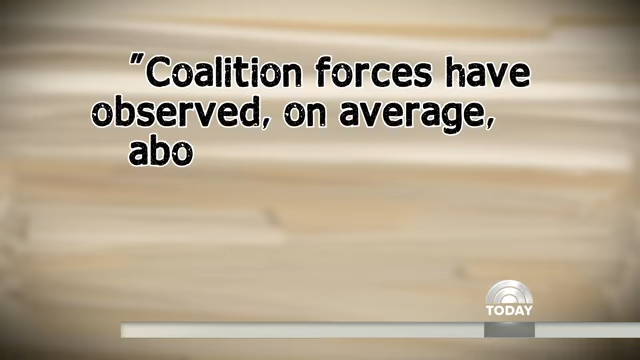 "Coalition forces have
observed, on average,
abo
TODAY